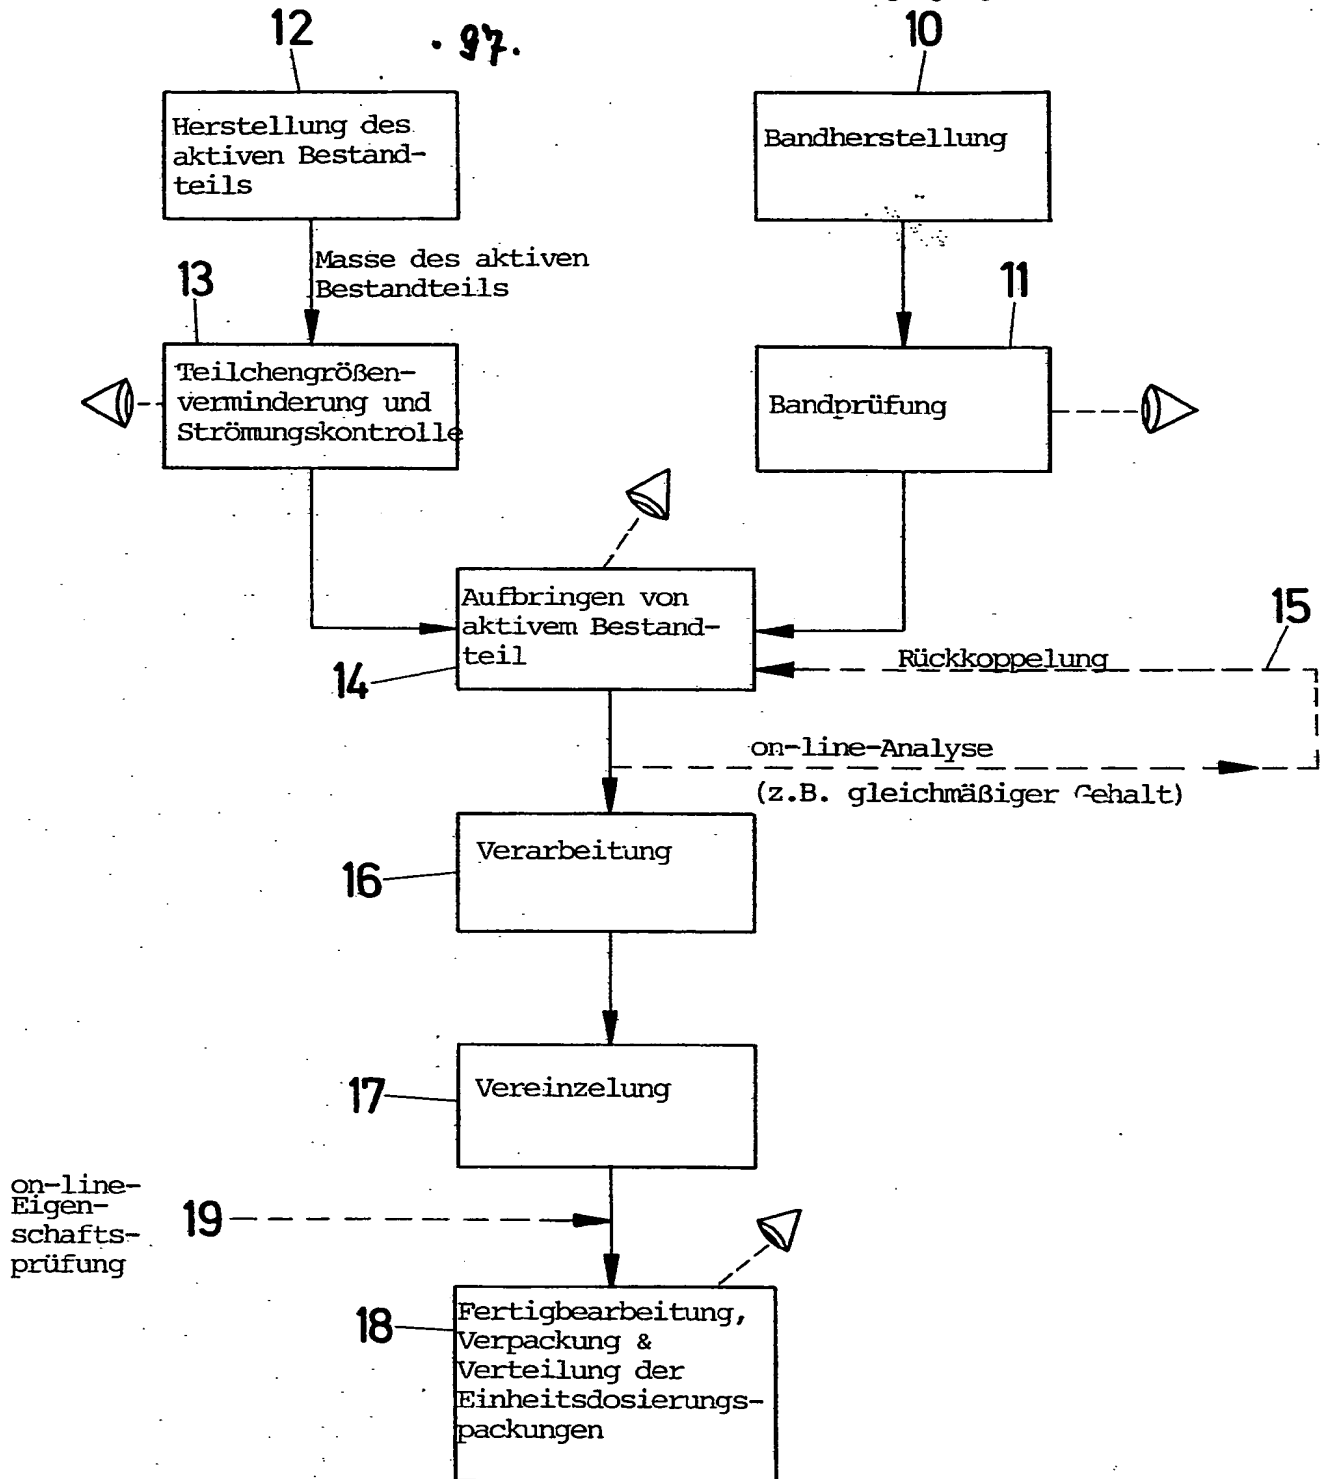 12
. 97.
10
Herstellung des
aktiven Bestand-
teils
Bandherstellung
Masse des aktiven
Bestandteils
13
11
Teilchengrößen-
verminderung und
Strömungskontrolle
Bandprüfung
Aufbringen von
aktivem Bestand-
teil
14
15
Rückkoppelung
on-line-Analyse
(z.B. gleichmäßiger Gehalt)
Verarbeitung
16
Vereinzelung
17
on-line-
Eigen-
schafts-
prüfung
19
18
Fertigbearbeitung,
Verpackung &
Verteilung der
Einheitsdosierungs-
packungen